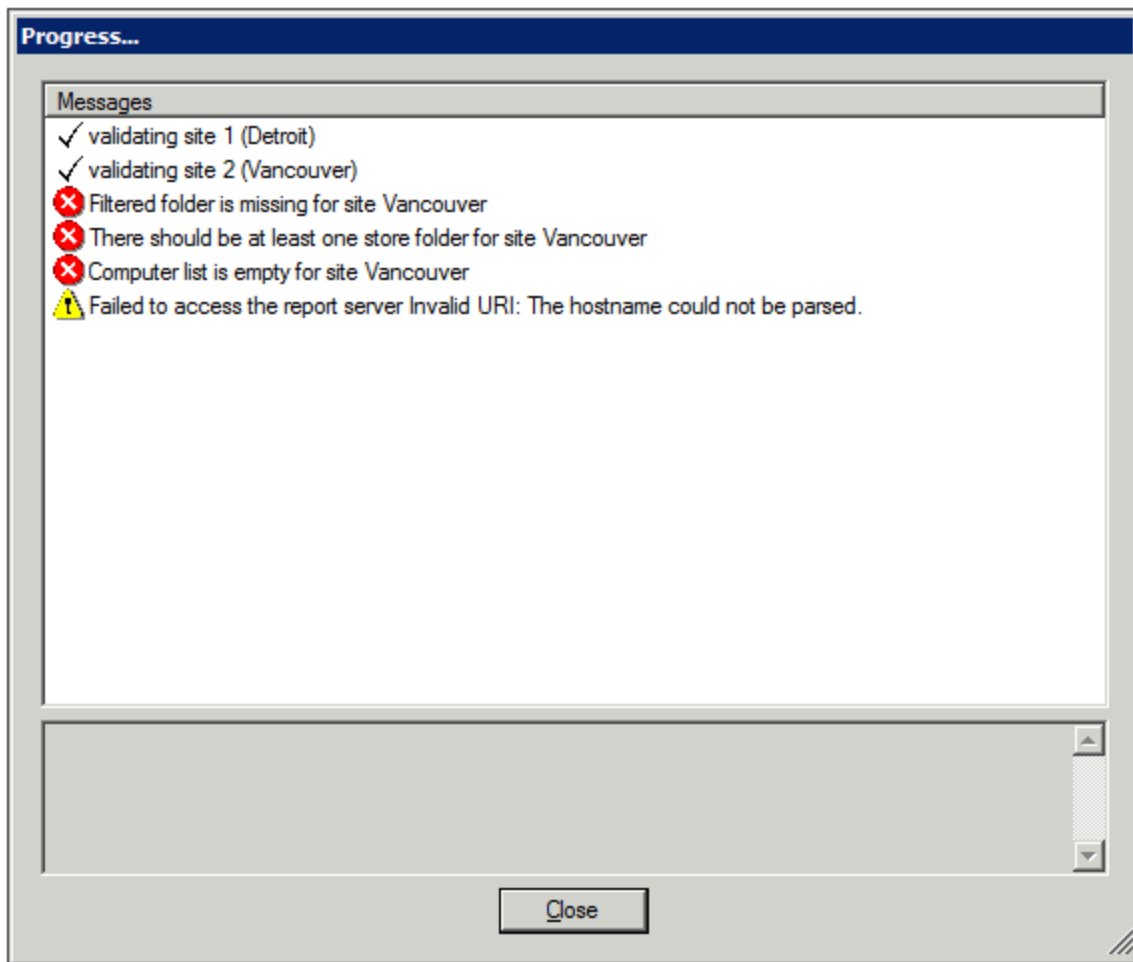 Progress...
Messages
validating site 1 (Detroit)
validating site 2 (Vancouver)
Filtered folder is missing for site Vancouver
There should be at least one store folder for site Vancouver
Computer list is empty for site Vancouver
Failed to access the report server Invalid URI: The hostname could not be parsed.
Close